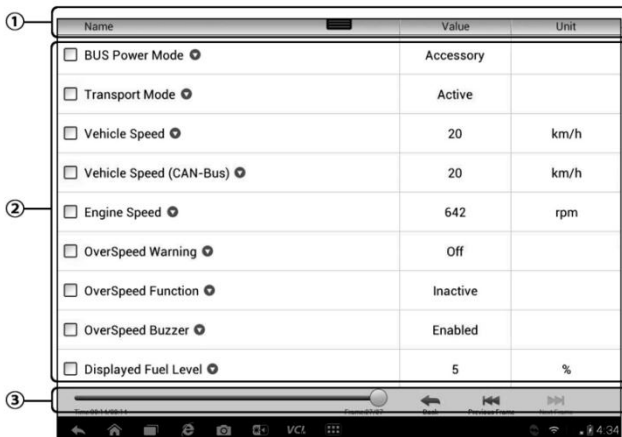 ①
Name Value Unit
②
BUS Power Mode Accessory
Transport Mode Active
Vehicle Speed 20 km/h
Vehicle Speed (CAN-Bus) 20 km/h
Engine Speed 642 rpm
OverSpeed Warning Off
OverSpeed Function Inactive
OverSpeed Buzzer Enabled
Displayed Fuel Level 5 %
③
Back Previous Frame Next Frame
VCI 4:34